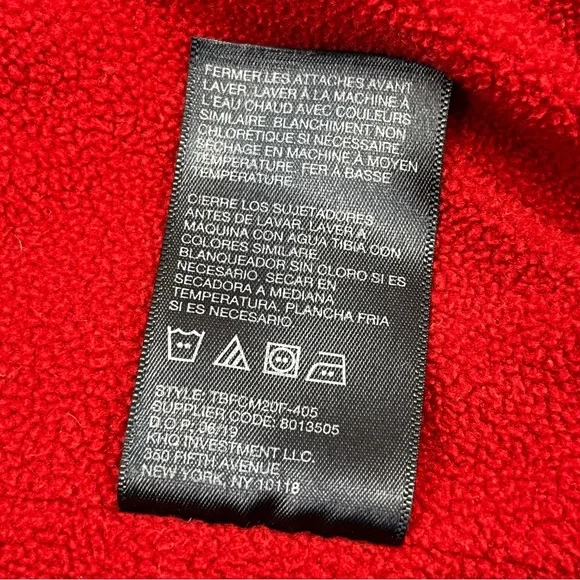 FERMER LES ATTACHES AVANT
LAVER. LAVER À LA MACHINE À
L'EAU CHAUD AVEC COULEURS
SIMILAIRE. BLANCHIMENT NON
CHLORÉTIQUE SI NÉCESSAIRE.
SÉCHAGE EN MACHINE À MOYEN
TEMPERATURE. FER À BASSE
TEMPERATURE.
CIERRE LOS SUJETADORES
ANTES DE LAVAR. LAVER A
MAQUINA CON AGUA TIBIA CON
COLORES SIMILARE.
BLANQUEADOR SIN CLORO SI ES
NECESARIO. SECAR EN
SECADORA A MEDIANA
TEMPERATURA. PLANCHA FRIA
SI ES NECESARIO.
STYLE: TBFCM20F-405
SUPPLIER CODE: 8013505
D.O.P: 06/19
KHQ INVESTMENT LLC.
350 FIFTH AVENUE
NEW YORK, NY 10118